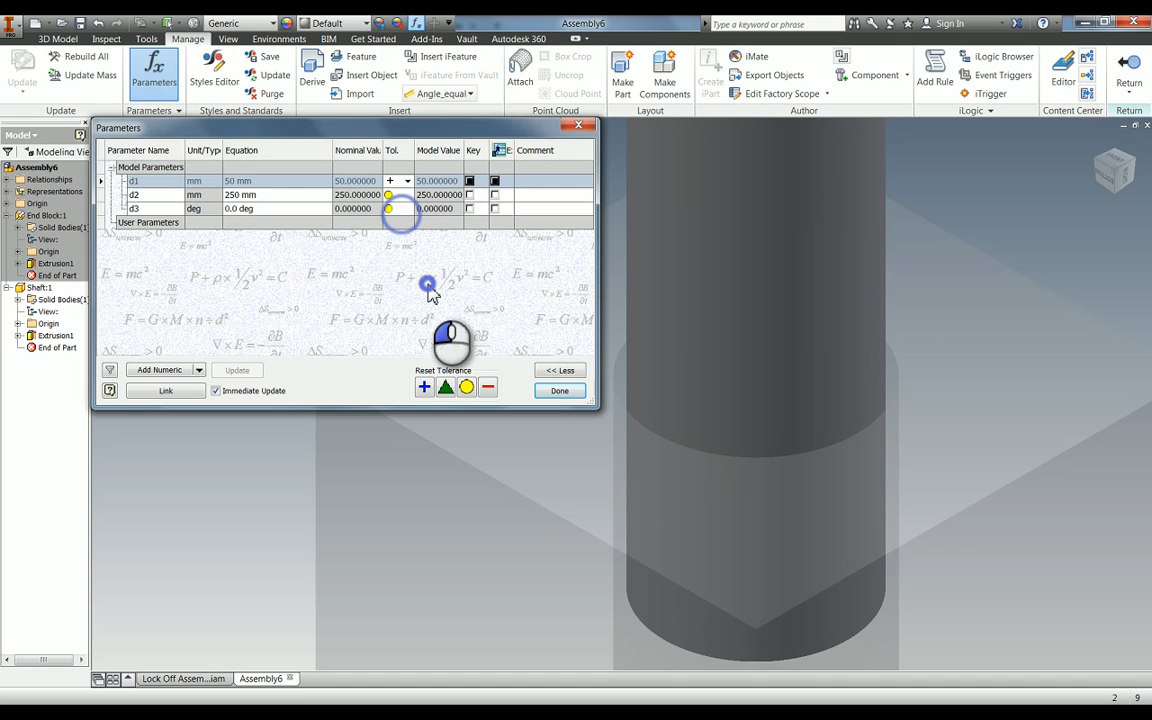 PRO
Generic
Default
Assembly6
Type a keyword or phrase
Sign In
3D Model
Inspect
Tools
Manage
View
Environments
BIM
Get Started
Add-Ins
Vault
Autodesk 360
Update
Rebuild All
Update Mass
Update
fx
Parameters
Parameters
Styles Editor
Save
Update
Purge
Styles and Standards
Derive
Feature
Insert Object
Import
Insert iFeature
iFeature From Vault
Angle_equal
Insert
Attach
Box Crop
Uncrop
Cloud Point
Point Cloud
Make Part
Make Components
Layout
Create iPart
iMate
Export Objects
Edit Factory Scope
Component
Author
Add Rule
iLogic Browser
Event Triggers
iTrigger
iLogic
Editor
Content Center
Return
Return
Model
Modeling View
Assembly6
Relationships
Representations
Origin
End Block:1
Solid Bodies(1)
View:
Origin
Extrusion1
End of Part
Shaft:1
Solid Bodies(1)
View:
Origin
Extrusion1
End of Part
Parameters
Parameter Name Unit/Type Equation Nominal Valu Tol. Model Value Key E: Comment
Model Parameters
d1 mm 50 mm 50.000000 + 50.000000
d2 mm 250 mm 250.000000 250.000000
d3 deg 0.0 deg 0.000000 0.000000
User Parameters
Add Numeric
Update
Reset Tolerance
<< Less
Link
Immediate Update
Done
Lock Off Assem...iam
Assembly6
2 9